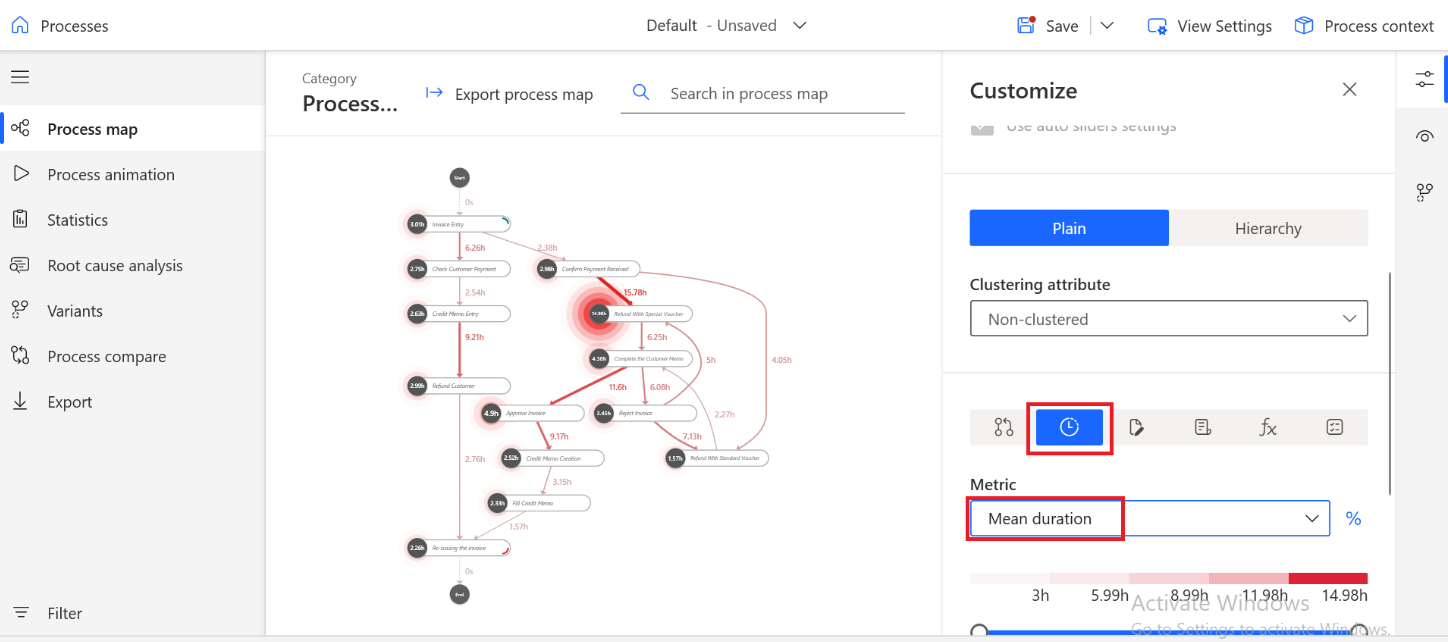 Processes
Default - Unsaved
Save
View Settings
Process context
Process map
Process animation
Statistics
Root cause analysis
Variants
Process compare
Export
Filter
Category
Process...
Export process map
Search in process map
Start
0s
3.01h Invoice Entry
6.26h
2.38h
2.75h Check Customer Payment
2.98h Confirm Payment Received
2.54h
15.78h
2.63h Credit Memo Entry
14.98h Refund With Special Voucher
9.21h
6.25h
4.38h Complete the Customer Memo
5h
4.05h
2.99h Refund Customer
11.6h
6.08h
4.9h Approve Invoice
3.45h Reject Invoice
2.27h
9.17h
7.13h
2.76h
2.52h Credit Memo Creation
1.57h Refund With Standard Voucher
3.15h
2.33h Fill Credit Memo
1.57h
2.26h Re-issuing the invoice
0s
End
Customize
Use auto sliders settings
Plain
Hierarchy
Clustering attribute
Non-clustered
fx
Metric
Mean duration
%
3h 5.99h 8.99h 11.98h 14.98h
Activate Windows
Go to Settings to activate Windows.